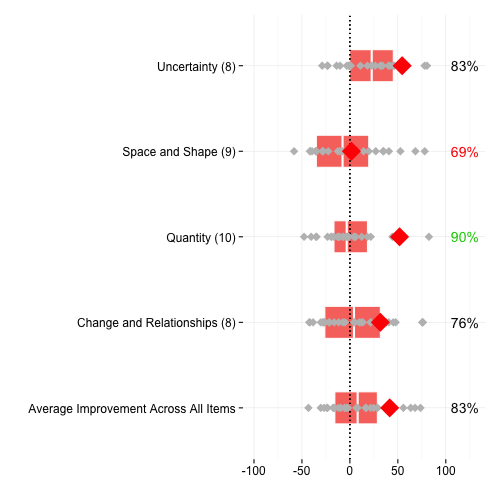 Uncertainty (8) 83%
Space and Shape (9) 69%
Quantity (10) 90%
Change and Relationships (8) 76%
Average Improvement Across All Items 83%
-100 -50 0 50 100